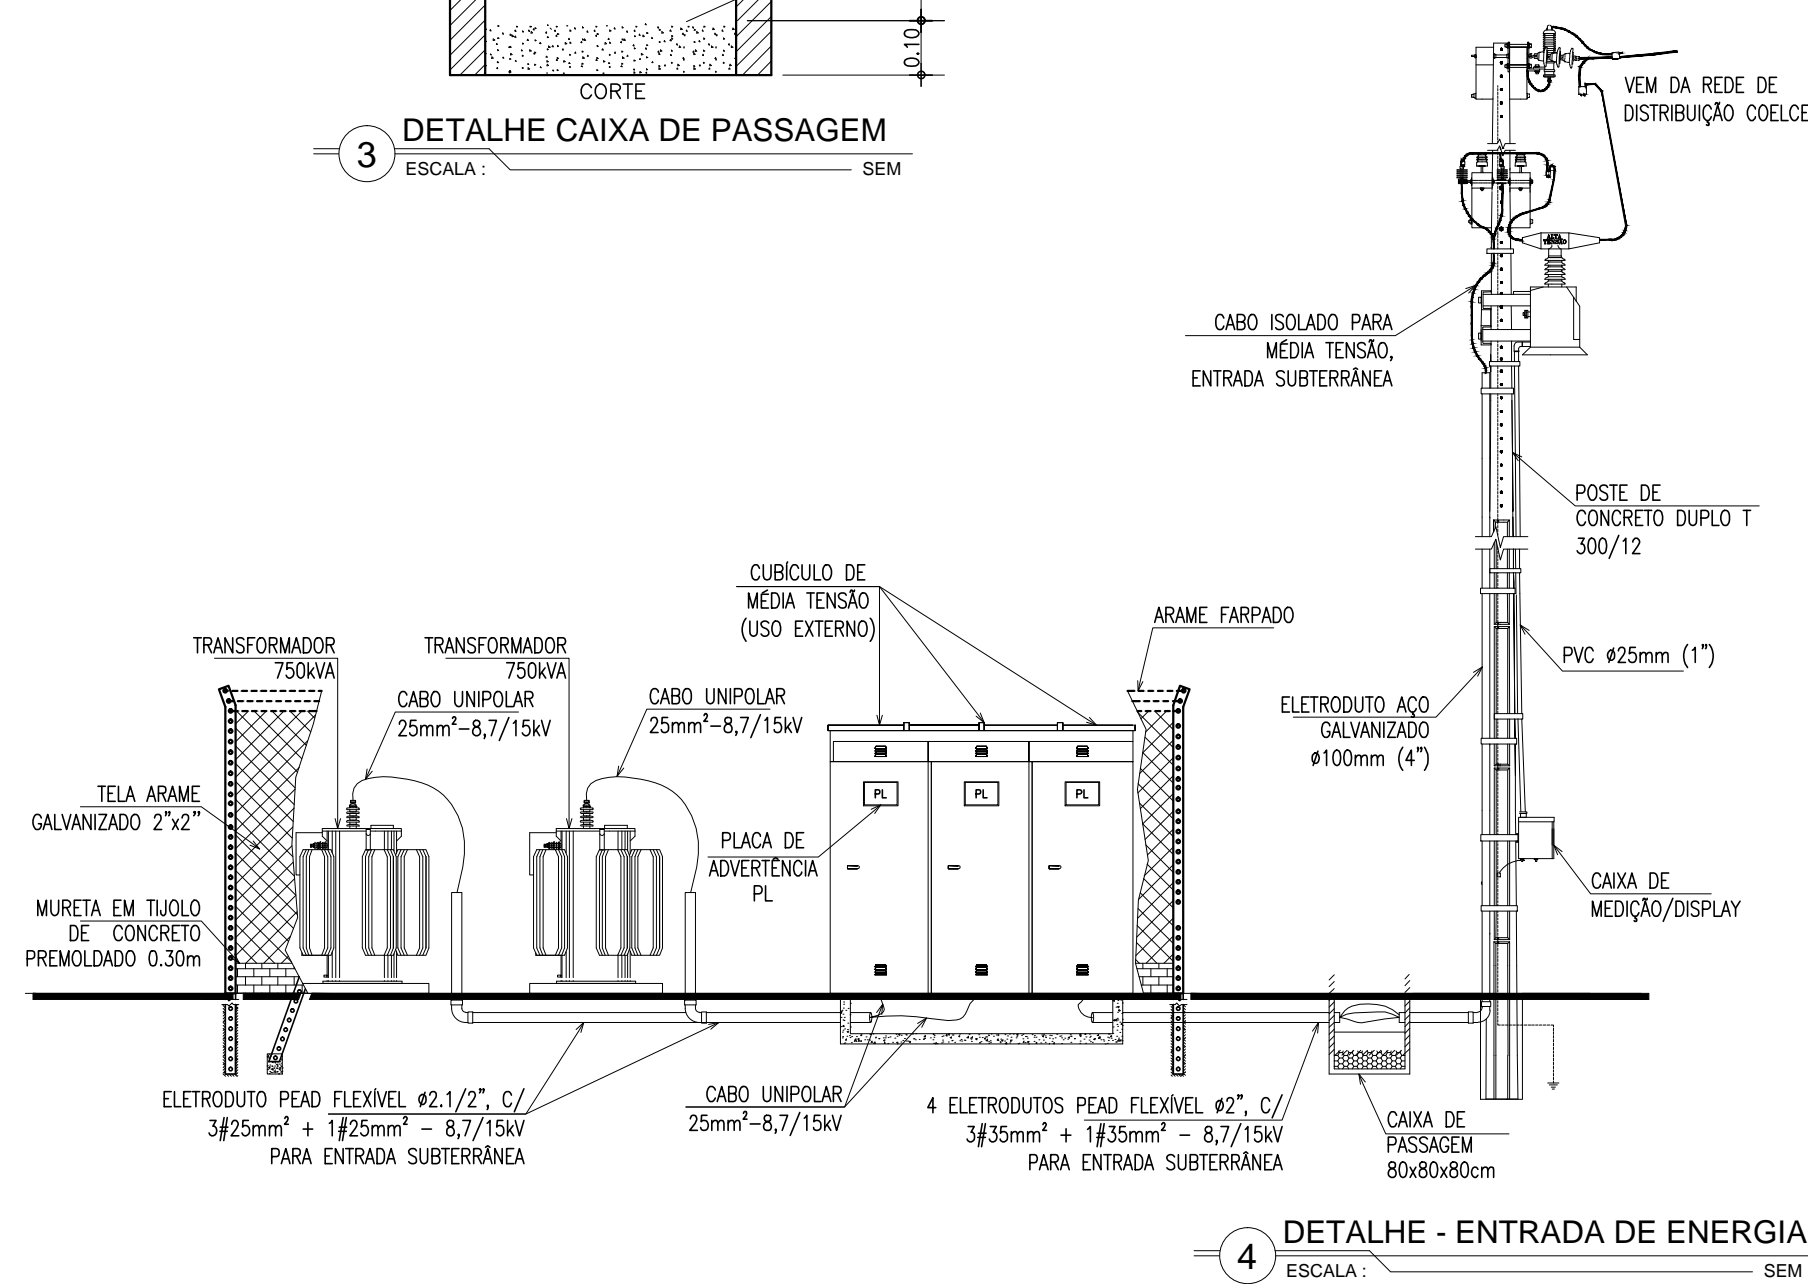 0.10
CORTE
3
DETALHE CAIXA DE PASSAGEM
ESCALA :
SEM
VEM DA REDE DE
DISTRIBUIÇÃO COELCE
ALTA
TENSÃO
CABO ISOLADO PARA
MÉDIA TENSÃO,
ENTRADA SUBTERRÂNEA
POSTE DE
CONCRETO DUPLO T
300/12
CUBÍCULO DE
MÉDIA TENSÃO
(USO EXTERNO)
ARAME FARPADO
TRANSFORMADOR
750kVA
TRANSFORMADOR
750kVA
CABO UNIPOLAR
25mm²-8,7/15kV
CABO UNIPOLAR
25mm²-8,7/15kV
PVC ø25mm (1")
ELETRODUTO AÇO
GALVANIZADO
ø100mm (4")
TELA ARAME
GALVANIZADO 2"x2"
PL
PL
PL
PLACA DE
ADVERTÊNCIA
PL
CAIXA DE
MEDIÇÃO/DISPLAY
MURETA EM TIJOLO
DE CONCRETO
PREMOLDADO 0.30m
ELETRODUTO PEAD FLEXÍVEL ø2.1/2", C/
3#25mm² + 1#25mm² - 8,7/15kV
PARA ENTRADA SUBTERRÂNEA
CABO UNIPOLAR
25mm²-8,7/15kV
4 ELETRODUTOS PEAD FLEXÍVEL ø2", C/
3#35mm² + 1#35mm² - 8,7/15kV
PARA ENTRADA SUBTERRÂNEA
CAIXA DE
PASSAGEM
80x80x80cm
4
DETALHE - ENTRADA DE ENERGIA
ESCALA :
SEM